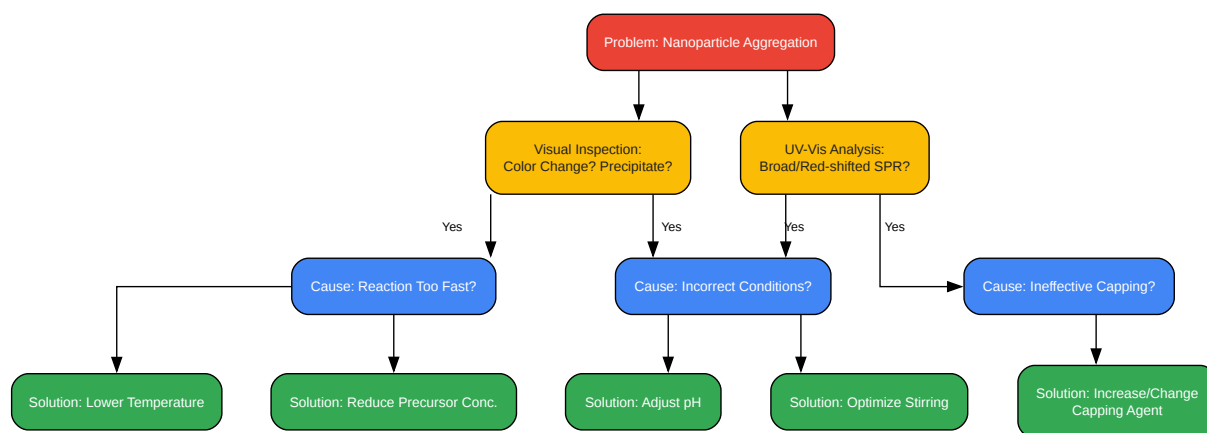 Problem: Nanoparticle Aggregation
Visual Inspection:
Color Change? Precipitate?
UV-Vis Analysis:
Broad/Red-shifted SPR?
Yes
Yes
Yes
Yes
Cause: Reaction Too Fast?
Cause: Incorrect Conditions?
Cause: Ineffective Capping?
Solution: Lower Temperature
Solution: Reduce Precursor Conc.
Solution: Adjust pH
Solution: Optimize Stirring
Solution: Increase/Change
Capping Agent